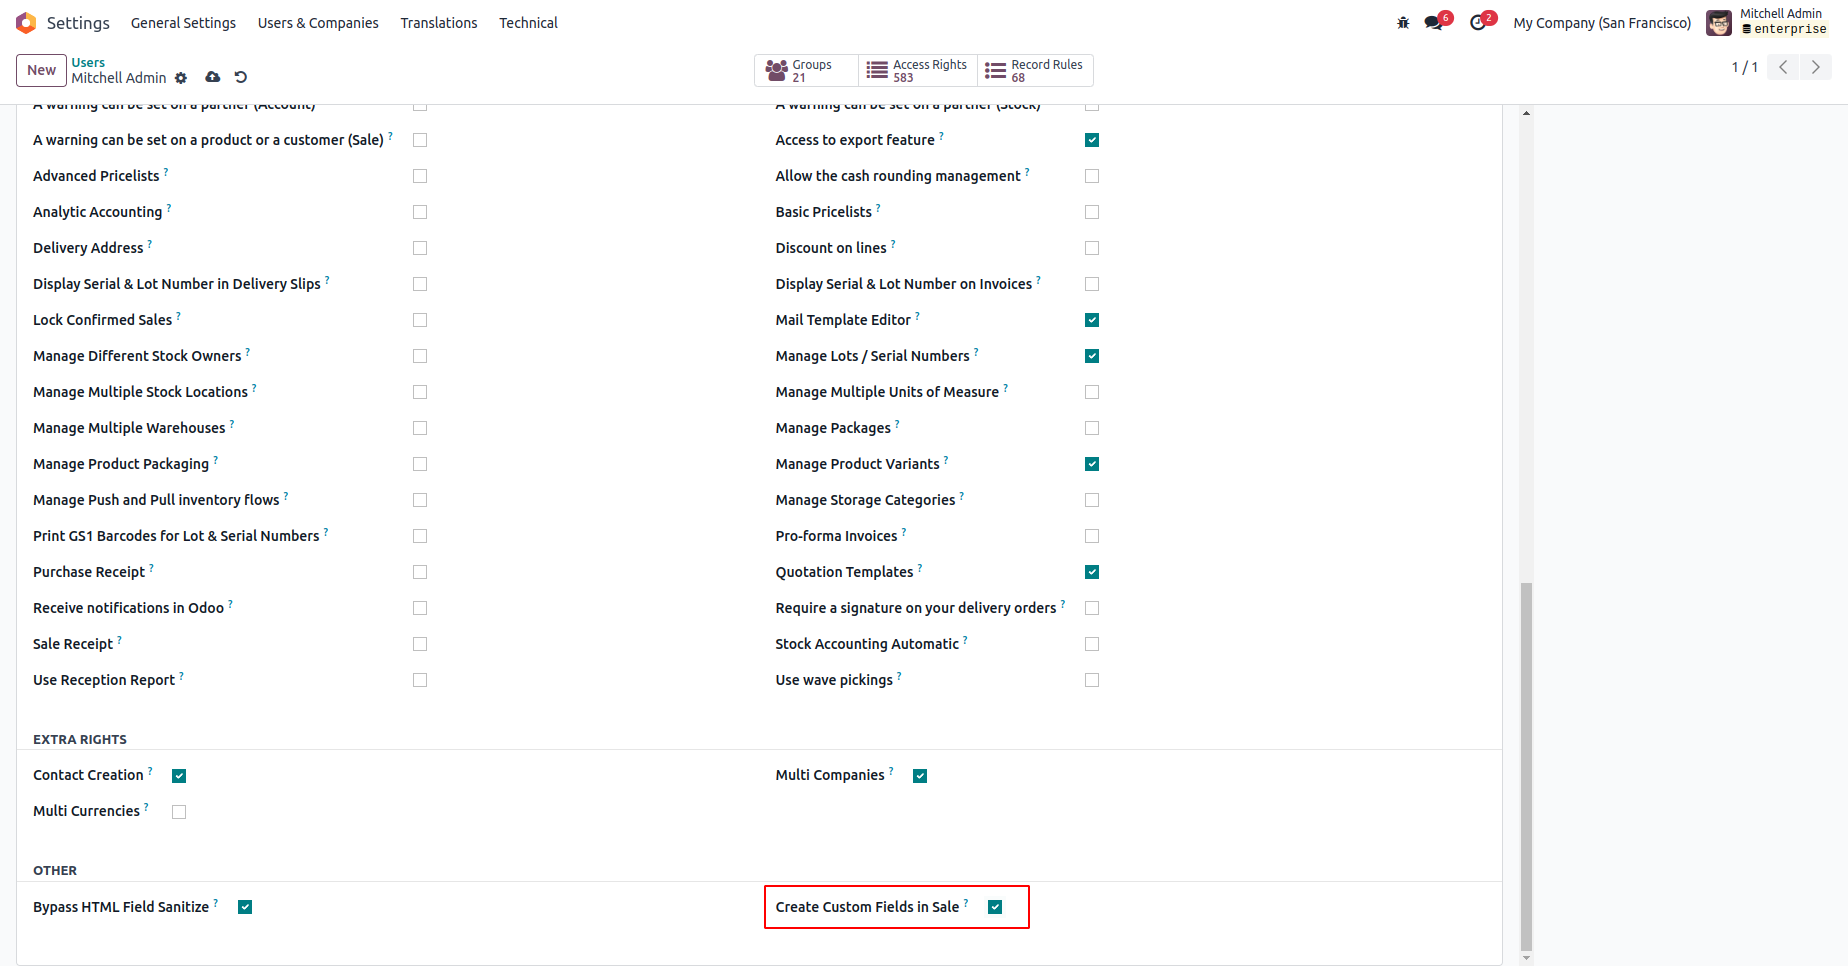 Settings General Settings Users & Companies Translations Technical 6 2 My Company (San Francisco) Mitchell Admin
enterprise
New Users Groups 21 Access Rights 583 Record Rules 68 1 / 1
Mitchell Admin
A warning can be set on a partner (Account) A warning can be set on a partner (Stock)
A warning can be set on a product or a customer (Sale) ? Access to export feature ?
Advanced Pricelists ? Allow the cash rounding management ?
Analytic Accounting ? Basic Pricelists ?
Delivery Address ? Discount on lines ?
Display Serial & Lot Number in Delivery Slips ? Display Serial & Lot Number on Invoices ?
Lock Confirmed Sales ? Mail Template Editor ?
Manage Different Stock Owners ? Manage Lots / Serial Numbers ?
Manage Multiple Stock Locations ? Manage Multiple Units of Measure ?
Manage Multiple Warehouses ? Manage Packages ?
Manage Product Packaging ? Manage Product Variants ?
Manage Push and Pull inventory flows ? Manage Storage Categories ?
Print GS1 Barcodes for Lot & Serial Numbers ? Pro-forma Invoices ?
Purchase Receipt ? Quotation Templates ?
Receive notifications in Odoo ? Require a signature on your delivery orders ?
Sale Receipt ? Stock Accounting Automatic ?
Use Reception Report ? Use wave pickings ?
EXTRA RIGHTS
Contact Creation ? Multi Companies ?
Multi Currencies ?
OTHER
Bypass HTML Field Sanitize ? Create Custom Fields in Sale ?